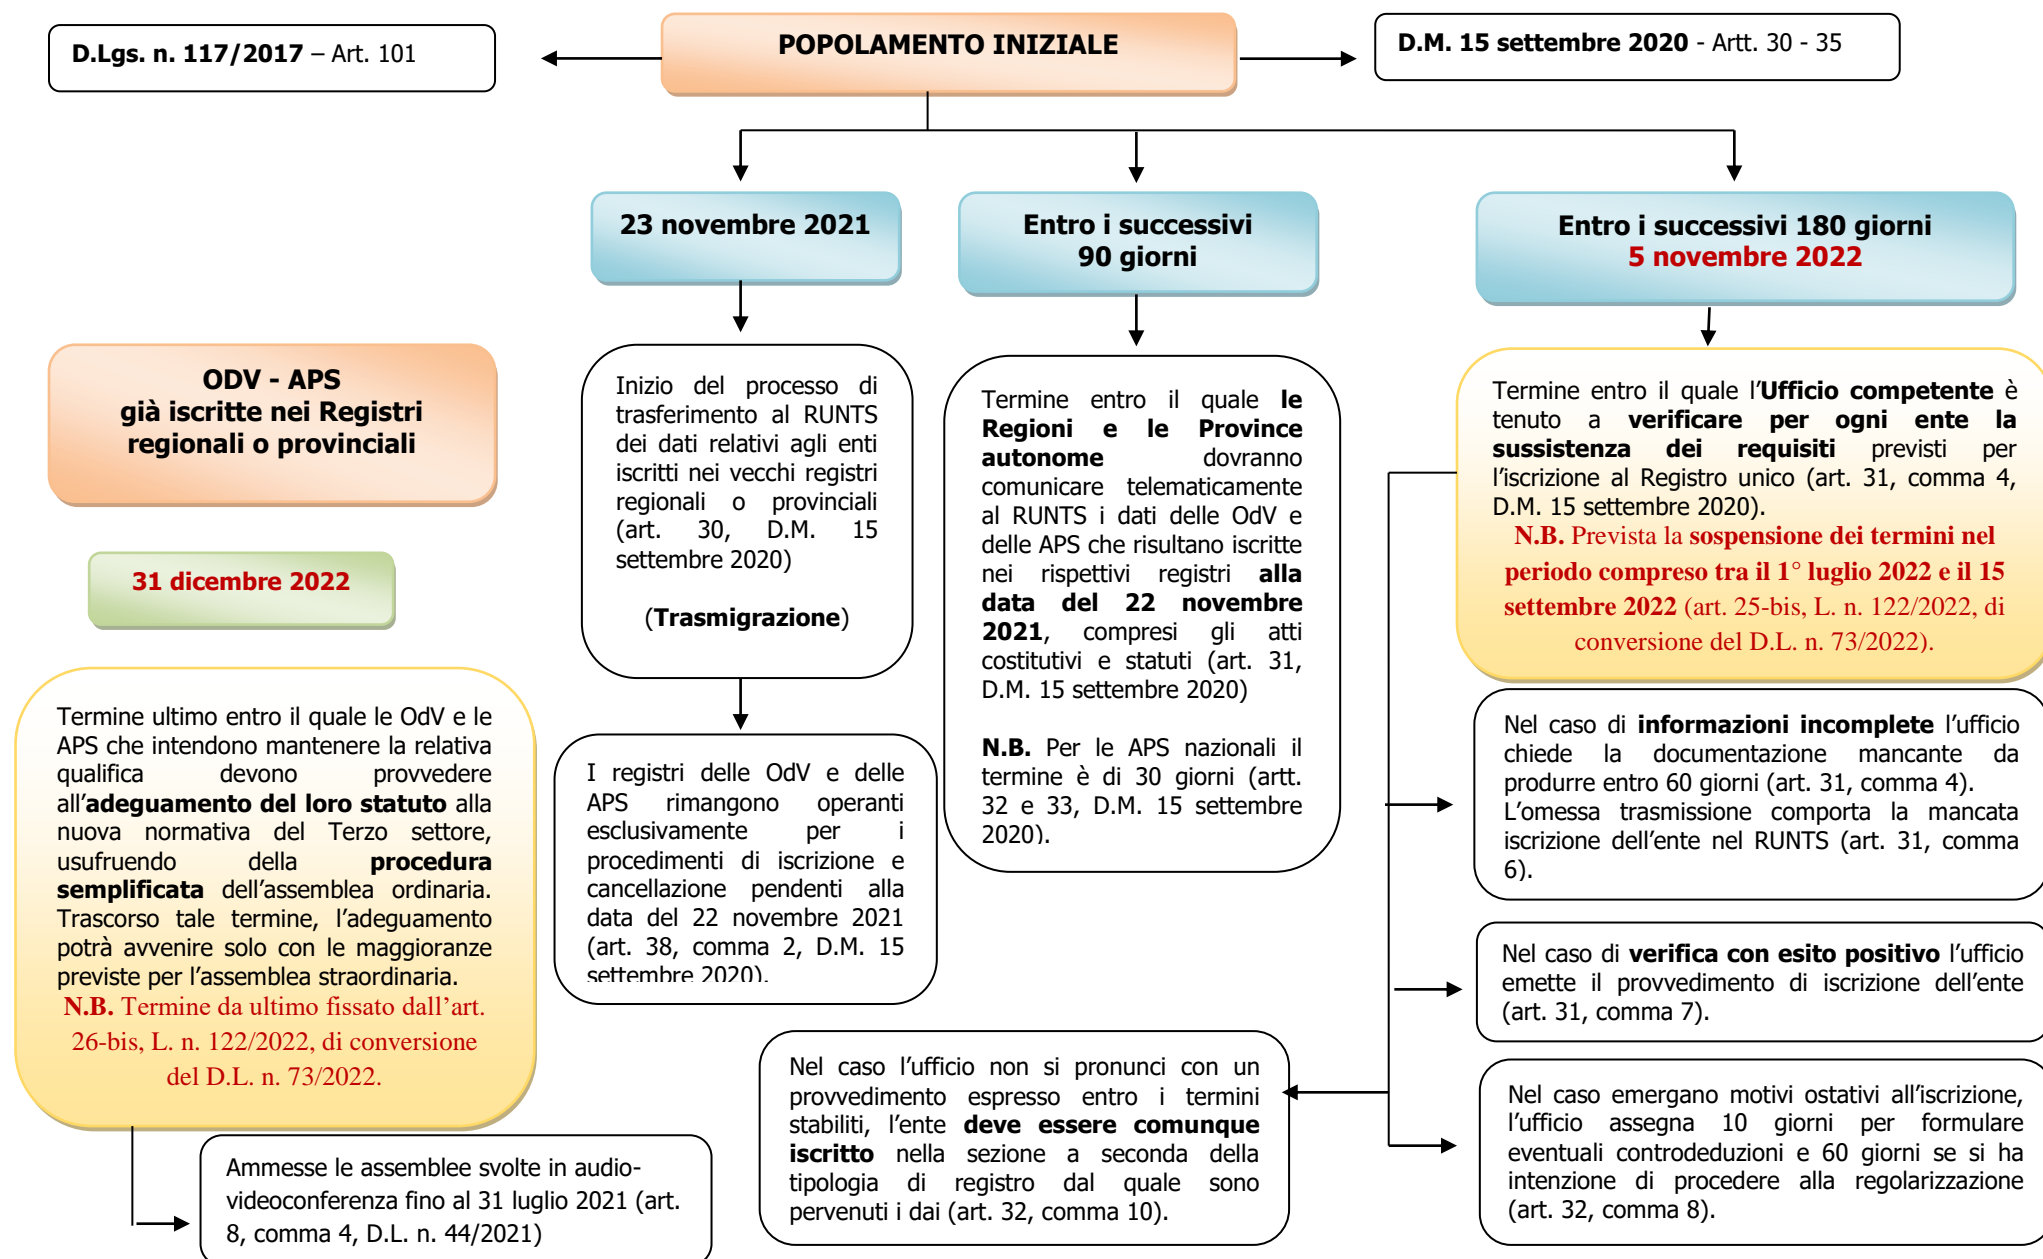 D.Lgs. n. 117/2017 – Art. 101
POPOLAMENTO INIZIALE
D.M. 15 settembre 2020 - Artt. 30 - 35
23 novembre 2021
Entro i successivi
90 giorni
Entro i successivi 180 giorni
5 novembre 2022
ODV - APS
già iscritte nei Registri
regionali o provinciali
31 dicembre 2022
Termine ultimo entro il quale le OdV e le
APS che intendono mantenere la relativa
qualifica devono provvedere
all’adeguamento del loro statuto alla
nuova normativa del Terzo settore,
usufruendo della procedura
semplificata dell’assemblea ordinaria.
Trascorso tale termine, l’adeguamento
potrà avvenire solo con le maggioranze
previste per l’assemblea straordinaria.
N.B. Termine da ultimo fissato dall’art.
26-bis, L. n. 122/2022, di conversione
del D.L. n. 73/2022.
Ammesse le assemblee svolte in audio-
videoconferenza fino al 31 luglio 2021 (art.
8, comma 4, D.L. n. 44/2021)
Inizio del processo di
trasferimento al RUNTS
dei dati relativi agli enti
iscritti nei vecchi registri
regionali o provinciali
(art. 30, D.M. 15
settembre 2020)
(Trasmigrazione)
I registri delle OdV e delle
APS rimangono operanti
esclusivamente per i
procedimenti di iscrizione e
cancellazione pendenti alla
data del 22 novembre 2021
(art. 38, comma 2, D.M. 15
settembre 2020).
Termine entro il quale le
Regioni e le Province
autonome dovranno
comunicare telematicamente
al RUNTS i dati delle OdV e
delle APS che risultano iscritte
nei rispettivi registri alla
data del 22 novembre
2021, compresi gli atti
costitutivi e statuti (art. 31,
D.M. 15 settembre 2020)
N.B. Per le APS nazionali il
termine è di 30 giorni (artt.
32 e 33, D.M. 15 settembre
2020).
Termine entro il quale l’Ufficio competente è
tenuto a verificare per ogni ente la
sussistenza dei requisiti previsti per
l’iscrizione al Registro unico (art. 31, comma 4,
D.M. 15 settembre 2020).
N.B. Prevista la sospensione dei termini nel
periodo compreso tra il 1° luglio 2022 e il 15
settembre 2022 (art. 25-bis, L. n. 122/2022, di
conversione del D.L. n. 73/2022).
Nel caso di informazioni incomplete l’ufficio
chiede la documentazione mancante da
produrre entro 60 giorni (art. 31, comma 4).
L’omessa trasmissione comporta la mancata
iscrizione dell’ente nel RUNTS (art. 31, comma
6).
Nel caso di verifica con esito positivo l’ufficio
emette il provvedimento di iscrizione dell’ente
(art. 31, comma 7).
Nel caso emergano motivi ostativi all’iscrizione,
l’ufficio assegna 10 giorni per formulare
eventuali controdeduzioni e 60 giorni se si ha
intenzione di procedere alla regolarizzazione
(art. 32, comma 8).
Nel caso l’ufficio non si pronunci con un
provvedimento espresso entro i termini
stabiliti, l’ente deve essere comunque
iscritto nella sezione a seconda della
tipologia di registro dal quale sono
pervenuti i dai (art. 32, comma 10).